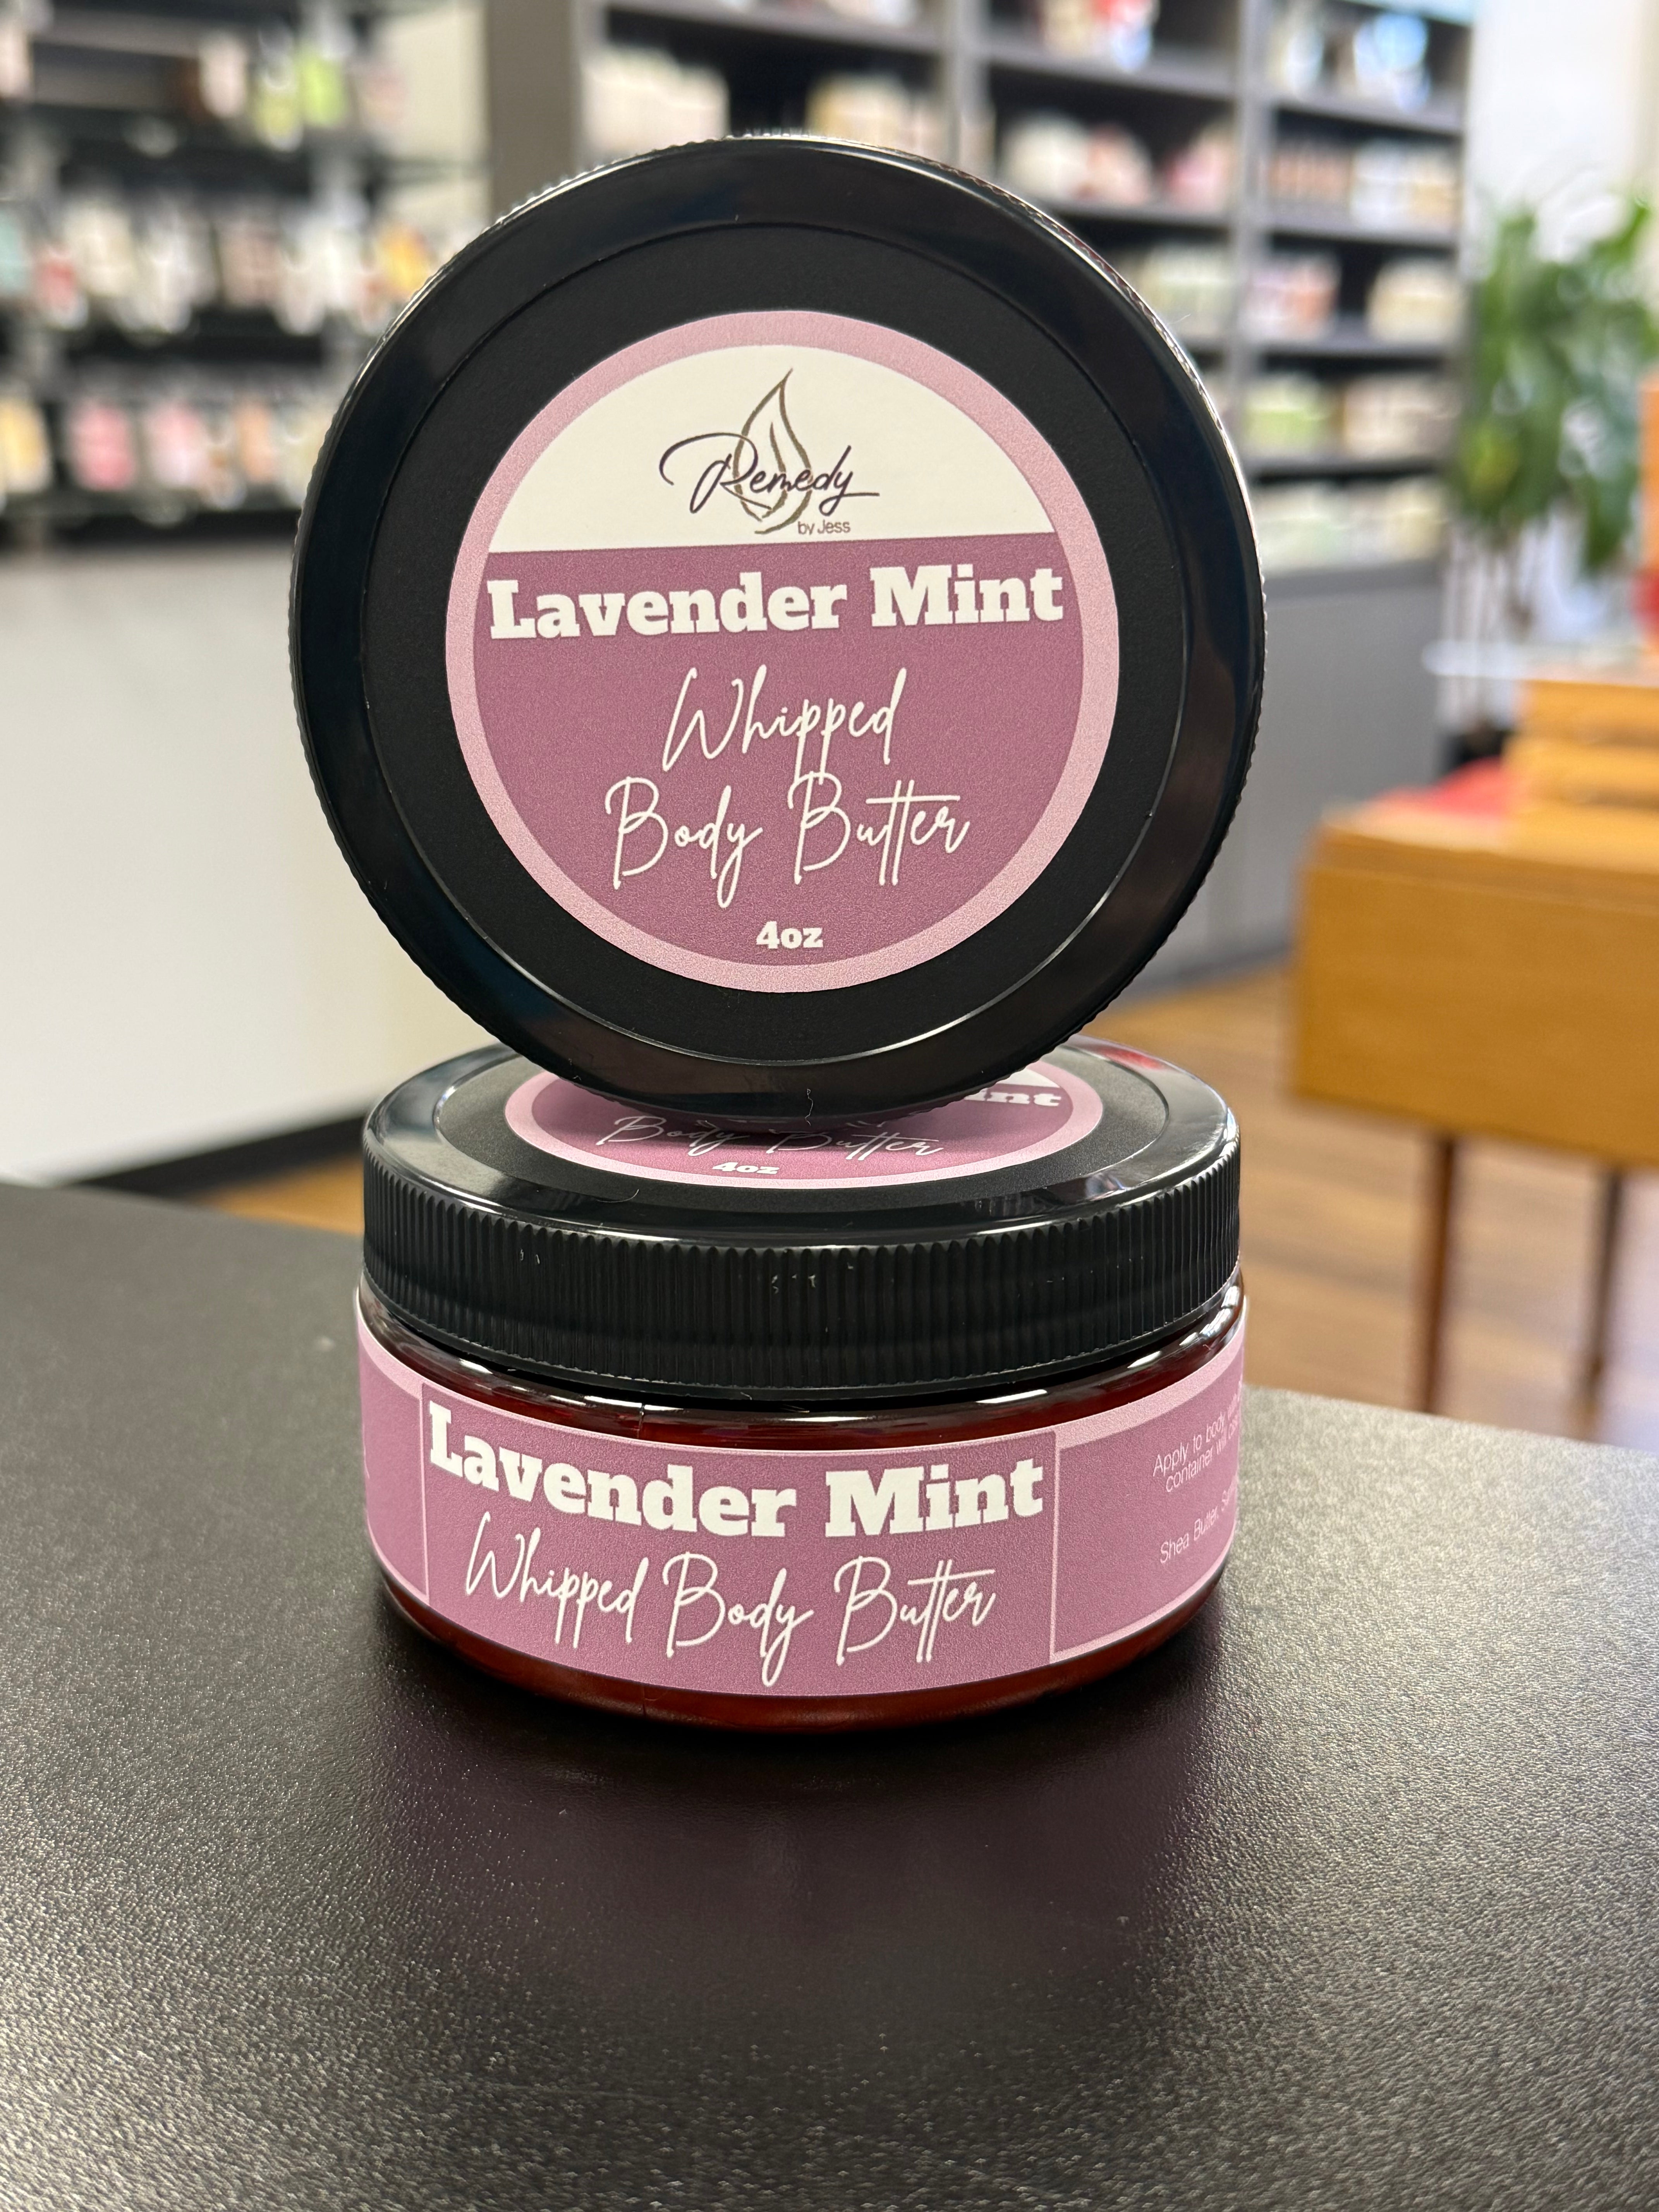 Remedy
by Jess
Lavender Mint
Whipped
Body Butter
4oz
Body Butter
4oz
Lavender Mint
Whipped Body Butter
Apply to body
container will
Shea Butter,